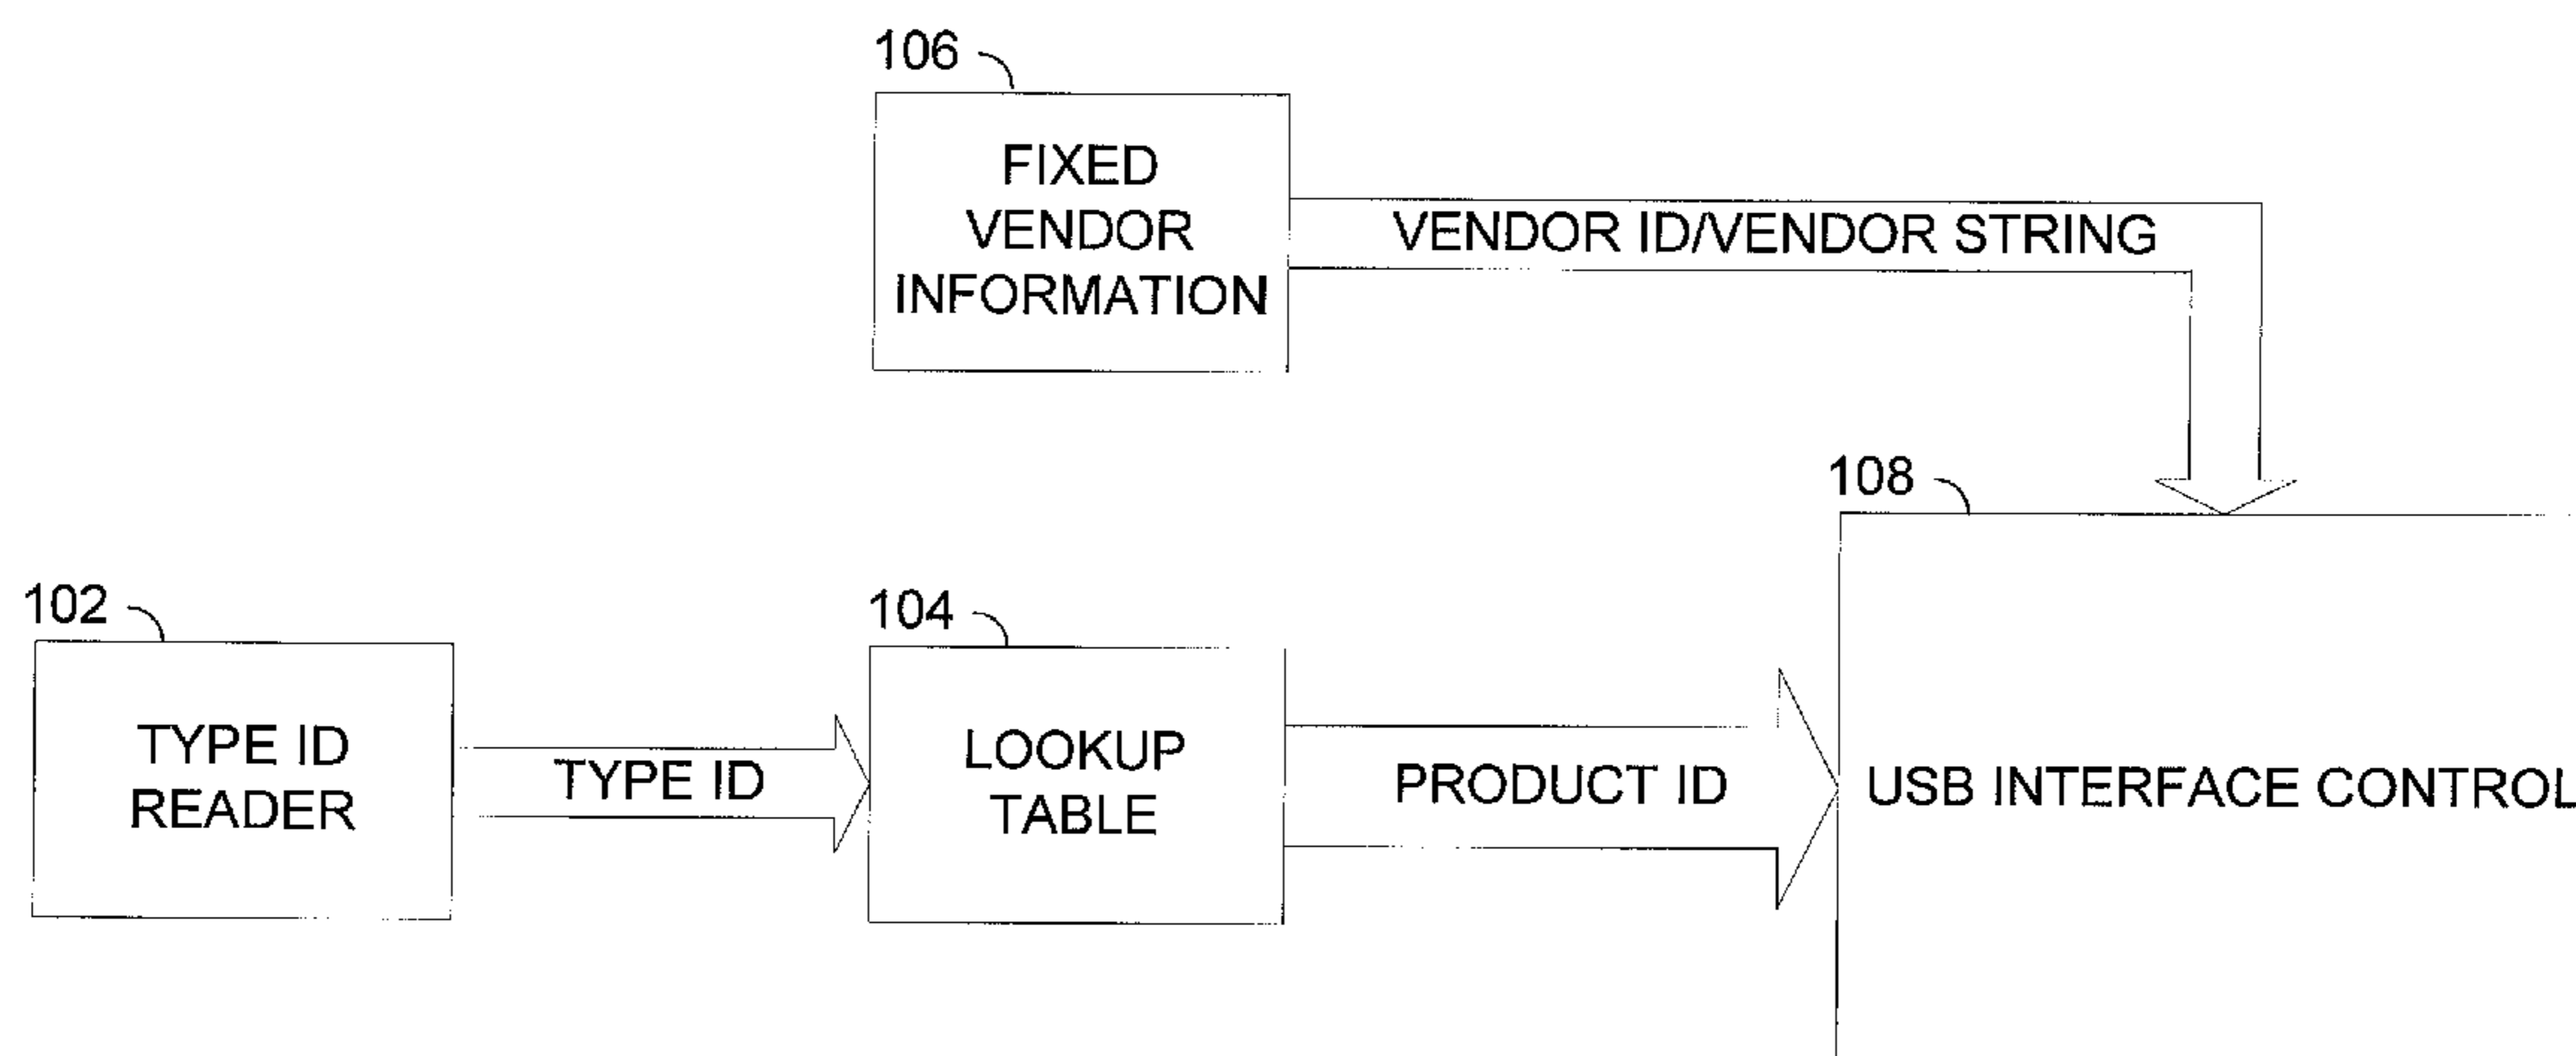 106
FIXED
VENDOR
INFORMATION
VENDOR ID/VENDOR STRING
108
102
104
TYPE ID
READER
TYPE ID
LOOKUP
TABLE
PRODUCT ID
USB INTERFACE CONTROL